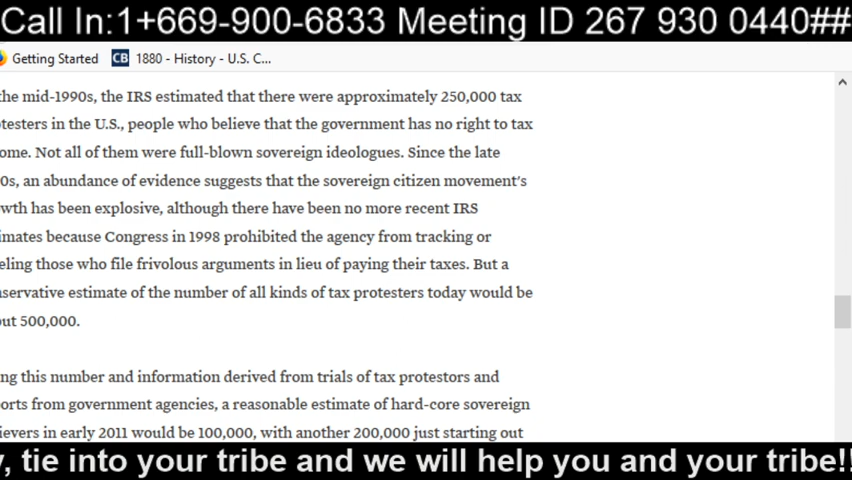 Call In:1+669-900-6833 Meeting ID 267 930 0440##
Getting Started CB 1880 - History - U.S. C...
the mid-1990s, the IRS estimated that there were approximately 250,000 tax
testers in the U.S., people who believe that the government has no right to tax
ome. Not all of them were full-blown sovereign ideologues. Since the late
0s, an abundance of evidence suggests that the sovereign citizen movement's
wth has been explosive, although there have been no more recent IRS
imates because Congress in 1998 prohibited the agency from tracking or
eling those who file frivolous arguments in lieu of paying their taxes. But a
servative estimate of the number of all kinds of tax protesters today would be
out 500,000.
ng this number and information derived from trials of tax protestors and
orts from government agencies, a reasonable estimate of hard-core sovereign
ievers in early 2011 would be 100,000, with another 200,000 just starting out
, tie into your tribe and we will help you and your tribe!!